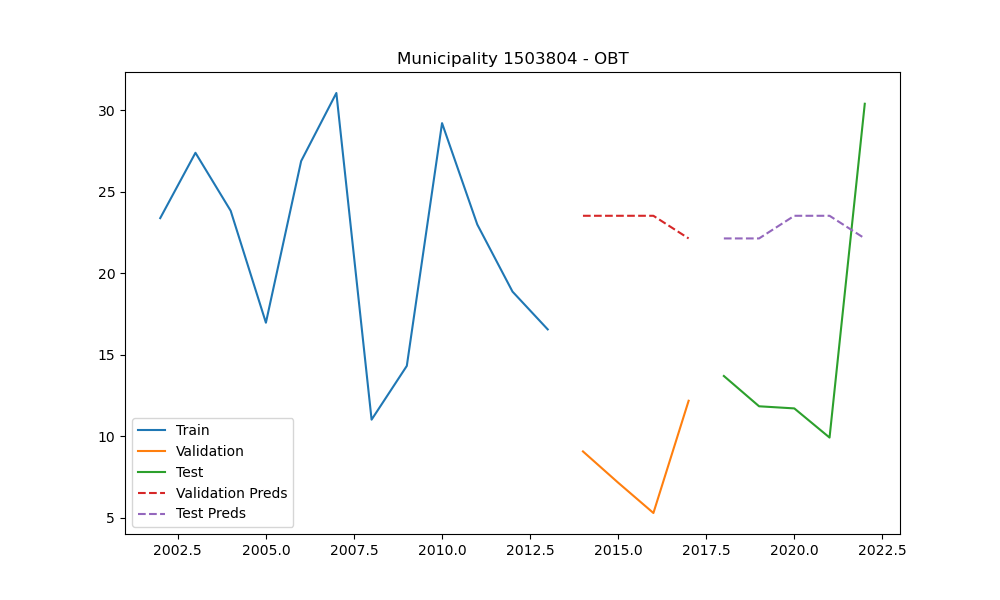 Municipality 1503804 - OBT
30
25
20
15
10
5
Train
Validation
Test
Validation Preds
Test Preds
2002.5 2005.0 2007.5 2010.0 2012.5 2015.0 2017.5 2020.0 2022.5